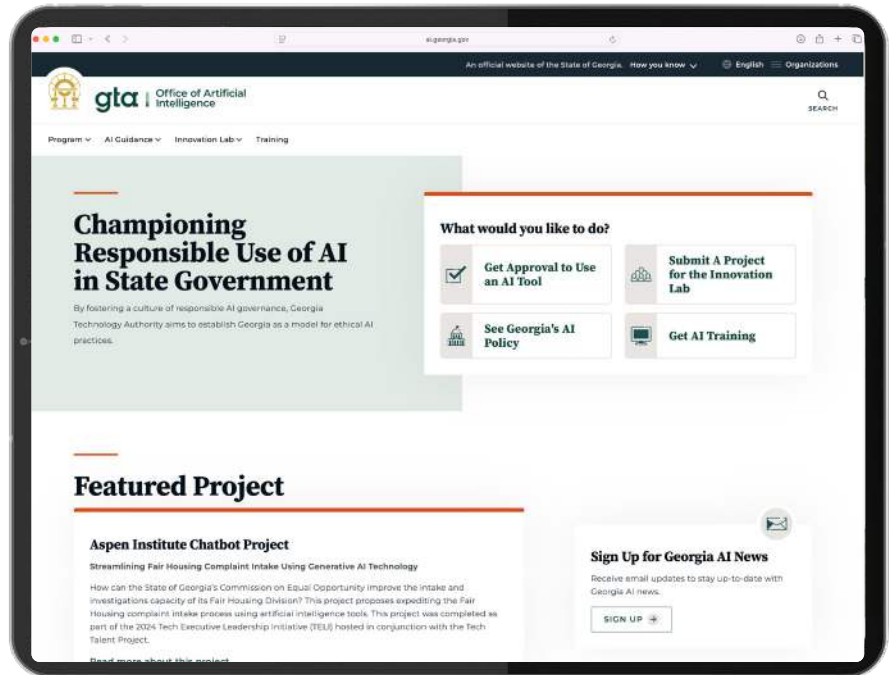 ai.georgia.gov
An official website of the State of Georgia. How you know
English
Organizations
gta
Office of Artificial
Intelligence
SEARCH
Program
AI Guidance
Innovation Lab
Training
Championing
Responsible Use of AI
in State Government
By fostering a culture of responsible AI governance, Georgia
Technology Authority aims to establish Georgia as a model for ethical AI
practices.
What would you like to do?
Get Approval to Use
an AI Tool
Submit A Project
for the Innovation
Lab
See Georgia's AI
Policy
Get AI Training
Featured Project
Aspen Institute Chatbot Project
Streamlining Fair Housing Complaint Intake Using Generative AI Technology
How can the State of Georgia's Commission on Equal Opportunity improve the intake and
investigations capacity of its Fair Housing Division? This project proposes expediting the Fair
Housing complaint intake process using artificial intelligence tools. This project was completed as
part of the 2024 Tech Executive Leadership Initiative (TELI) hosted in conjunction with the Tech
Talent Project.
Read more about this project
Sign Up for Georgia AI News
Receive email updates to stay up-to-date with
Georgia AI news.
SIGN UP